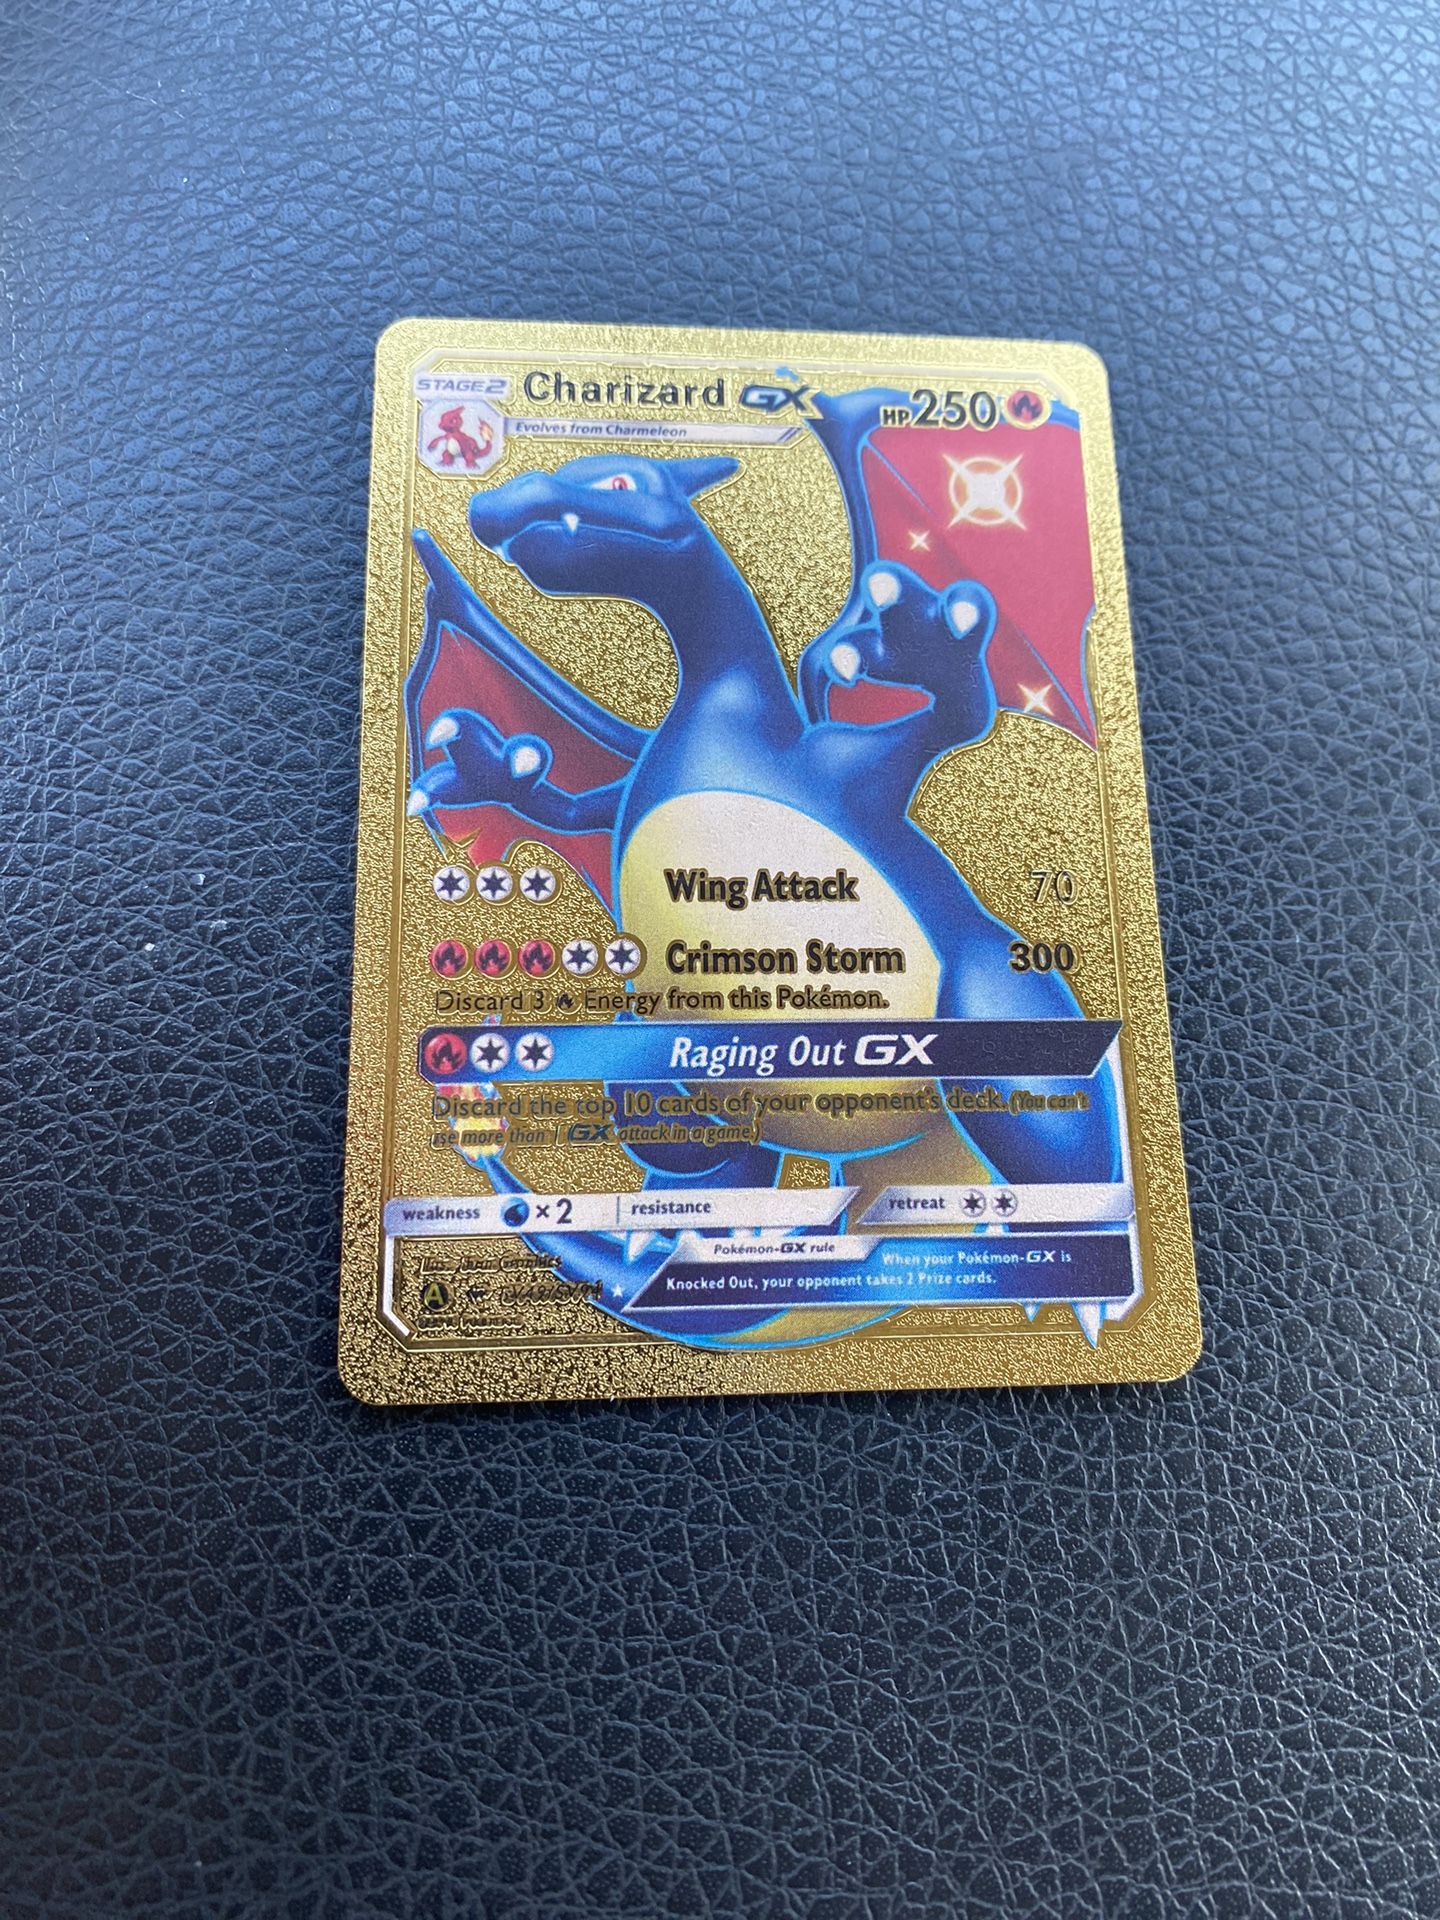 STAGE2 Charizard GX HP250
Evolves from Charmeleon
Wing Attack 70
Crimson Storm 300
Discard 3 Energy from this Pokémon.
Raging Out GX
Discard the top 10 cards of your opponent's deck. (You can't
use more than 1 GX attack in a game.)
weakness × 2 resistance retreat
Pokémon-GX rule When your Pokémon-GX is
Knocked Out, your opponent takes 2 Prize cards.
A